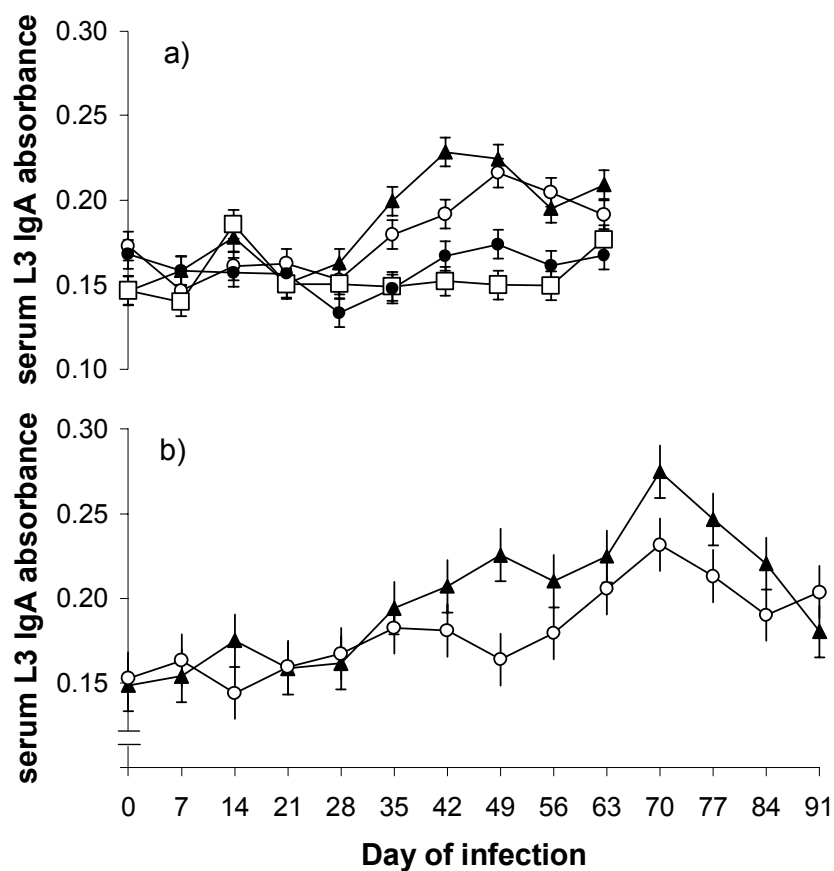 a)
serum L3 IgA absorbance
0.30
0.25
0.20
0.15
0.10
b)
serum L3 IgA absorbance
0.30
0.25
0.20
0.15
0 7 14 21 28 35 42 49 56 63 70 77 84 91
Day of infection